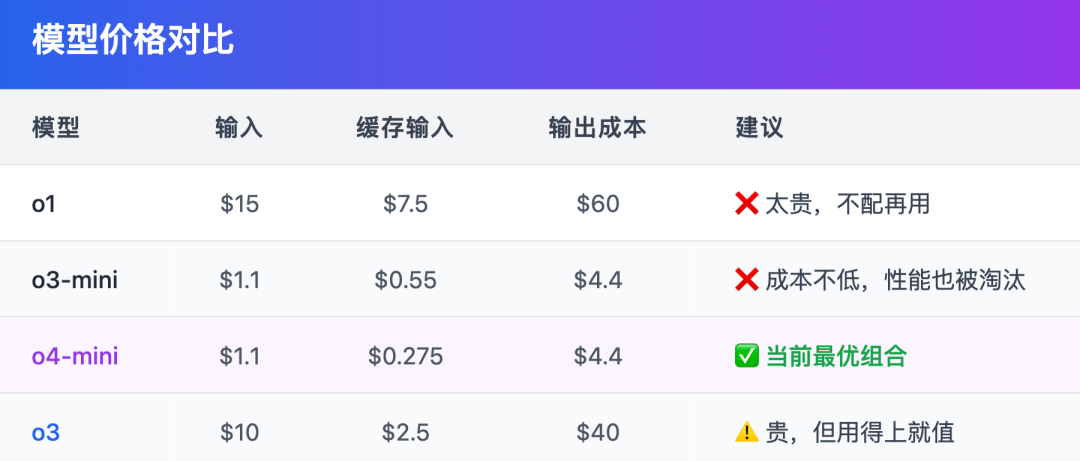 模型价格对比
模型 输入 缓存输入 输出成本 建议
o1 $15 $7.5 $60 ❌ 太贵，不配再用
o3-mini $1.1 $0.55 $4.4 ❌ 成本不低，性能也被淘汰
o4-mini $1.1 $0.275 $4.4 ✅ 当前最优组合
o3 $10 $2.5 $40 ⚠️ 贵，但用得上就值